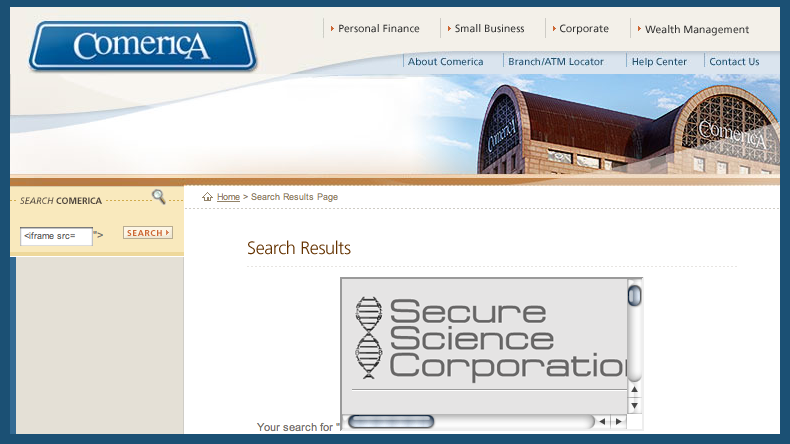 ComericA
Personal Finance
Small Business
Corporate
Wealth Management
About Comerica
Branch/ATM Locator
Help Center
Contact Us
ComericA
ComericA
SEARCH COMERICA
<iframe src=
">
SEARCH
Home > Search Results Page
Search Results
Secure
Science
Corporation
Your search for "